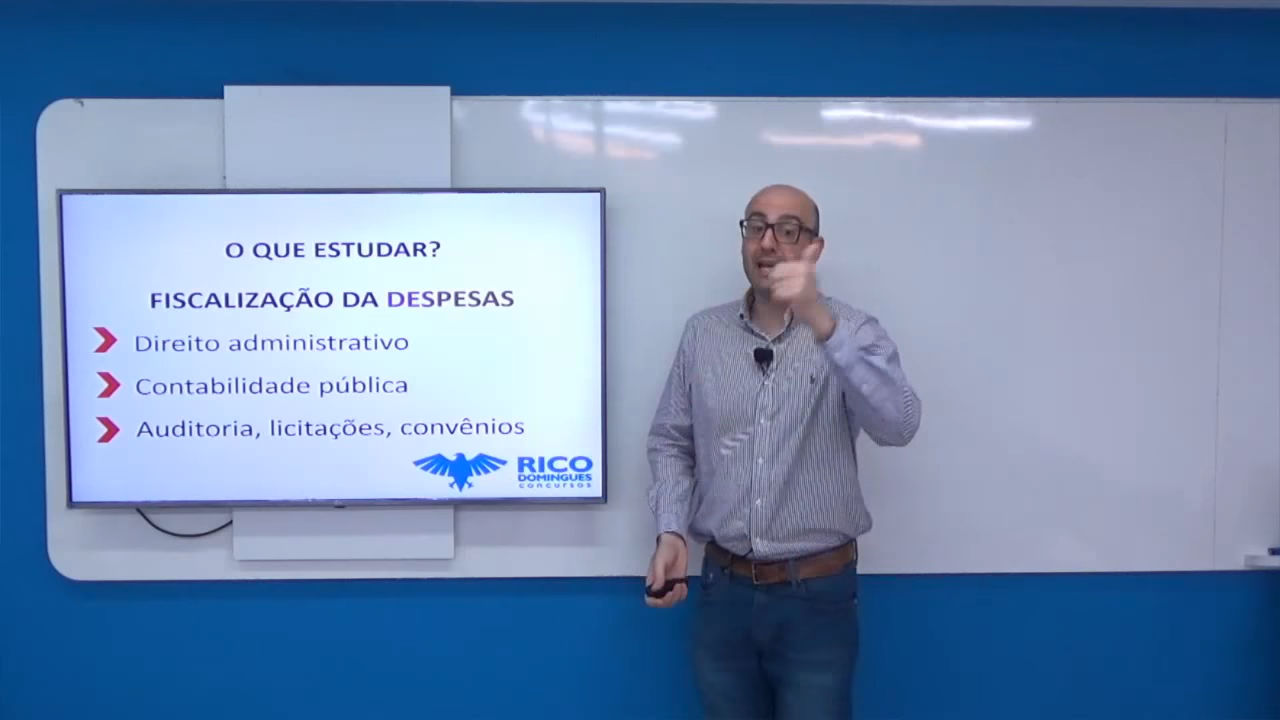 O QUE ESTUDAR?
FISCALIZAÇÃO DA DESPESAS
Direito administrativo
Contabilidade pública
Auditoria, licitações, convênios
RICO
DOMINGUES
concursos